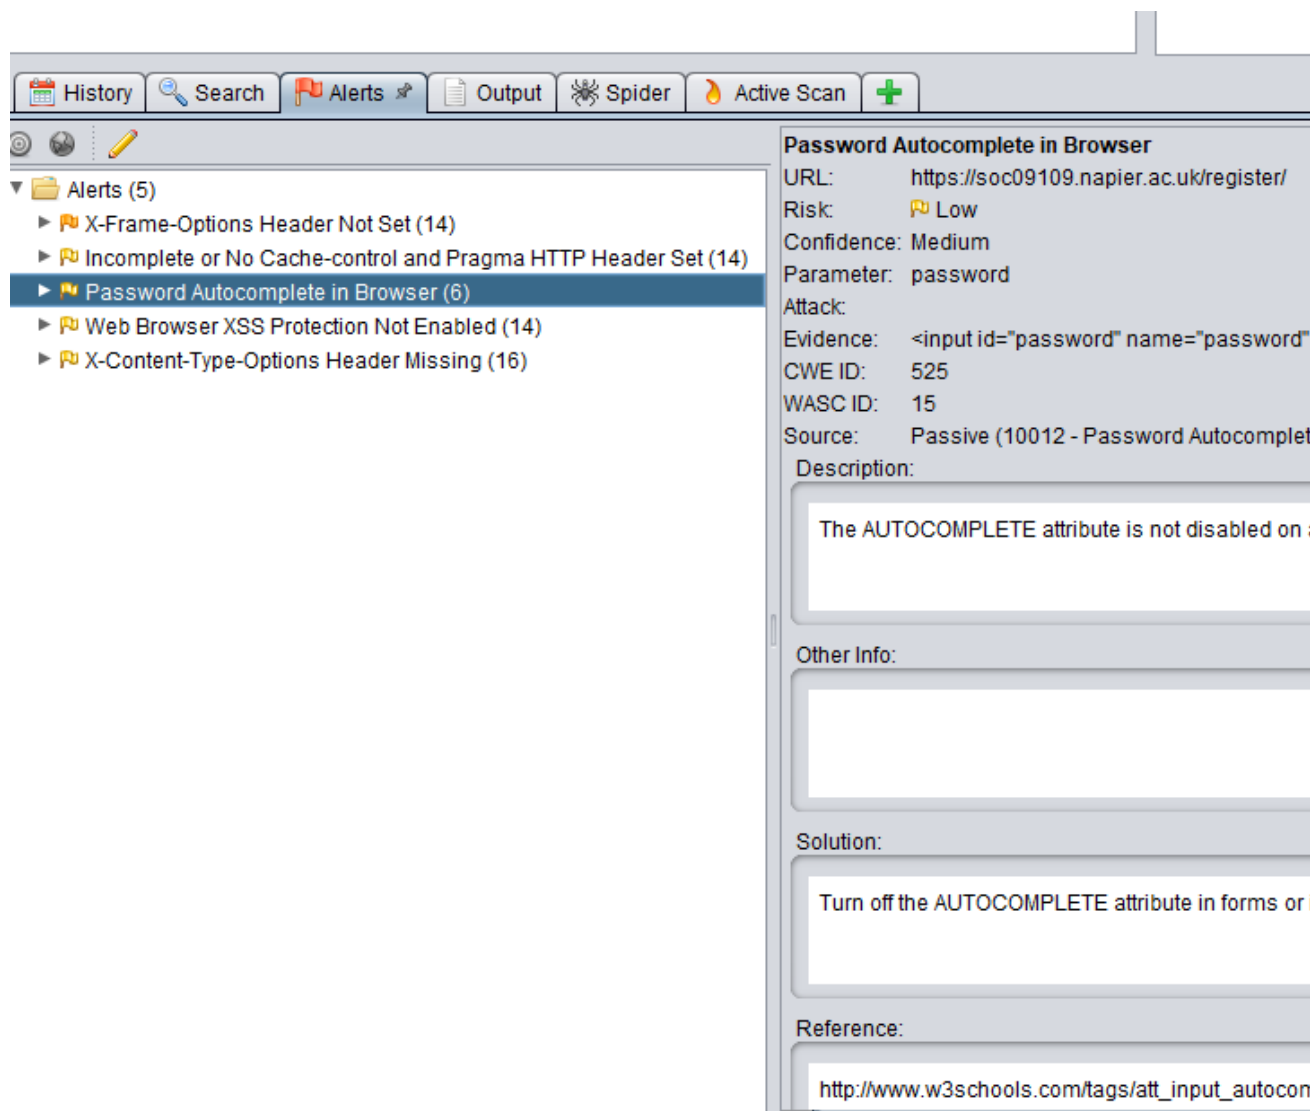 History Search Alerts Output Spider Active Scan
Alerts (5)
X-Frame-Options Header Not Set (14)
Incomplete or No Cache-control and Pragma HTTP Header Set (14)
Password Autocomplete in Browser (6)
Web Browser XSS Protection Not Enabled (14)
X-Content-Type-Options Header Missing (16)
Password Autocomplete in Browser
URL: https://soc09109.napier.ac.uk/register/
Risk: Low
Confidence: Medium
Parameter: password
Attack:
Evidence: <input id="password" name="password"
CWE ID: 525
WASC ID: 15
Source: Passive (10012 - Password Autocomplet
Description:
The AUTOCOMPLETE attribute is not disabled on
Other Info:
Solution:
Turn off the AUTOCOMPLETE attribute in forms or
Reference:
http://www.w3schools.com/tags/att_input_autocom